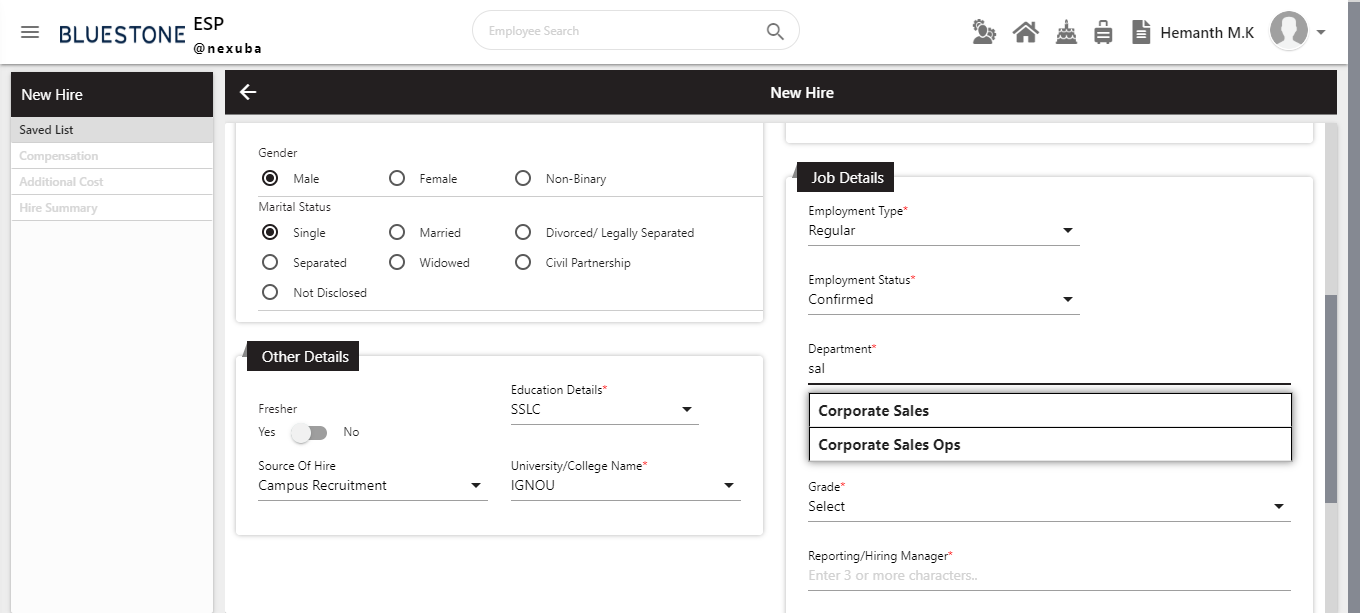 BLUESTONE
ESP
@nexuba
Employee Search
Hemanth M.K
New Hire
Saved List
Compensation
Additional Cost
Hire Summary
New Hire
Gender
Male Female Non-Binary
Marital Status
Single Married Divorced/ Legally Separated
Separated Widowed Civil Partnership
Not Disclosed
Other Details
Fresher
Yes No
Education Details*
SSLC
Source Of Hire
Campus Recruitment
University/College Name*
IGNOU
Job Details
Employment Type*
Regular
Employment Status*
Confirmed
Department*
sal
Corporate Sales
Corporate Sales Ops
Grade*
Select
Reporting/Hiring Manager*
Enter 3 or more characters..